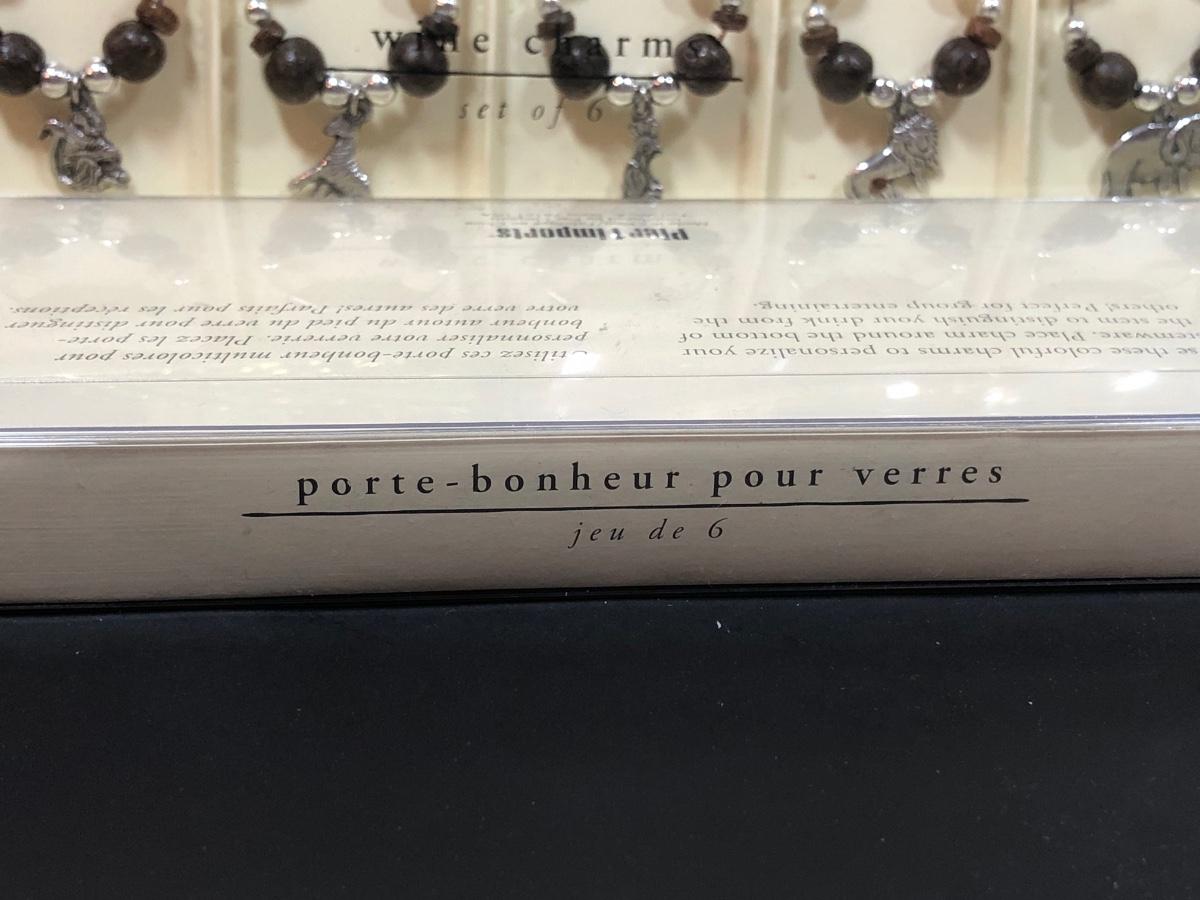 wine charms
set of 6
Pier 1 imports
Utilisez ces porte-bonheur multicolores pour
personnaliser votre verrerie. Placez les porte-
bonheur autour du pied du verre pour distinguer
votre verre des autres! Parfaits pour les réceptions.
these colorful charms to personalize your
Place charm around the bottom of
the stem to distinguish your drink from the
others! Perfect for group entertaining.
porte-bonheur pour verres
jeu de 6